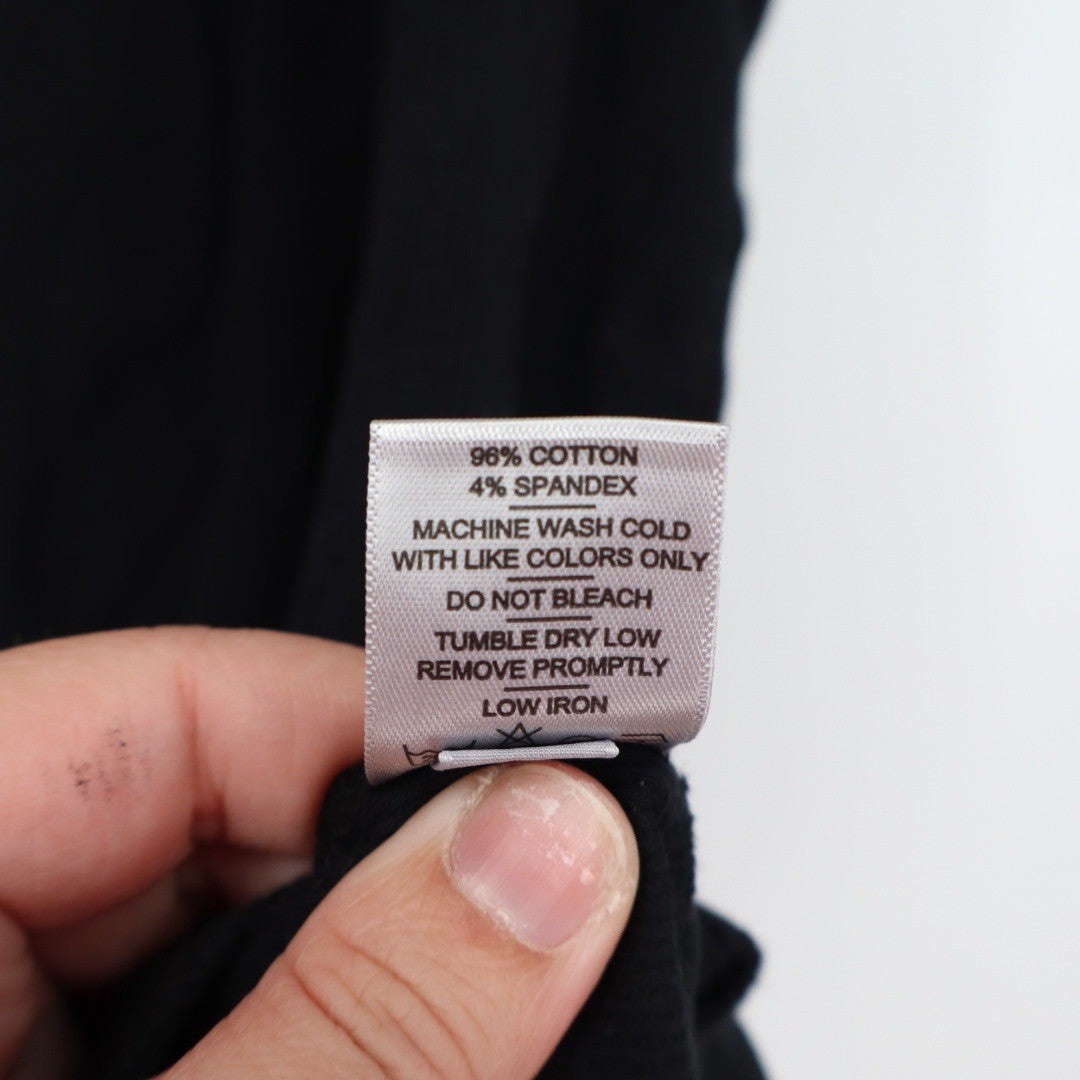 96% COTTON
4% SPANDEX
MACHINE WASH COLD
WITH LIKE COLORS ONLY
DO NOT BLEACH
TUMBLE DRY LOW
REMOVE PROMPTLY
LOW IRON